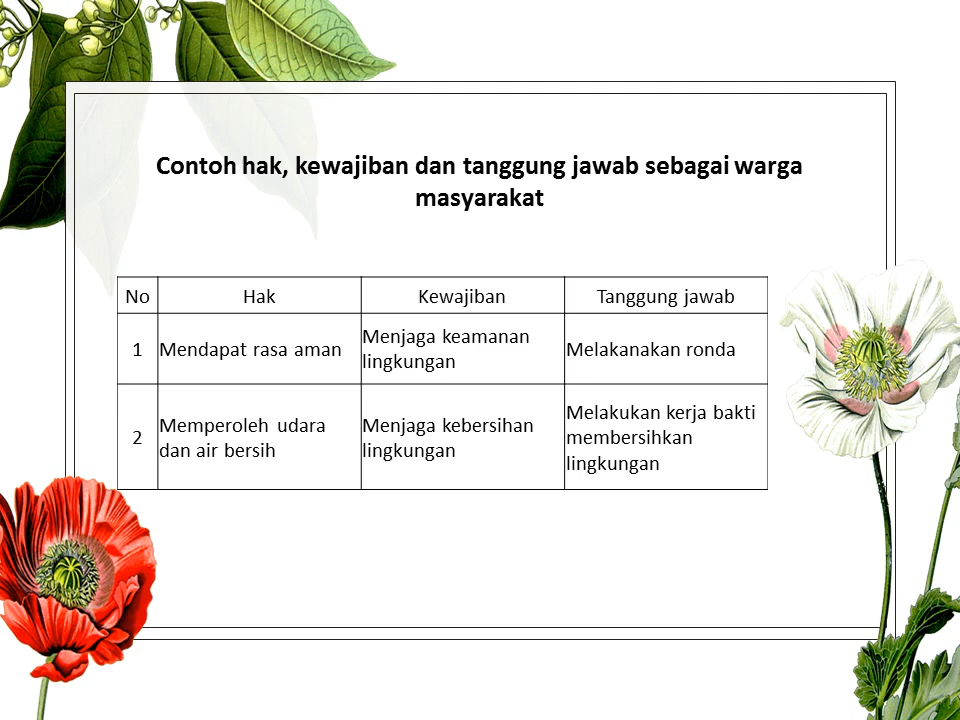 Contoh hak, kewajiban dan tanggung jawab sebagai warga
masyarakat
No Hak Kewajiban Tanggung jawab
1 Mendapat rasa aman Menjaga keamanan lingkungan Melakanakan ronda
2 Memperoleh udara dan air bersih Menjaga kebersihan lingkungan Melakukan kerja bakti membersihkan lingkungan